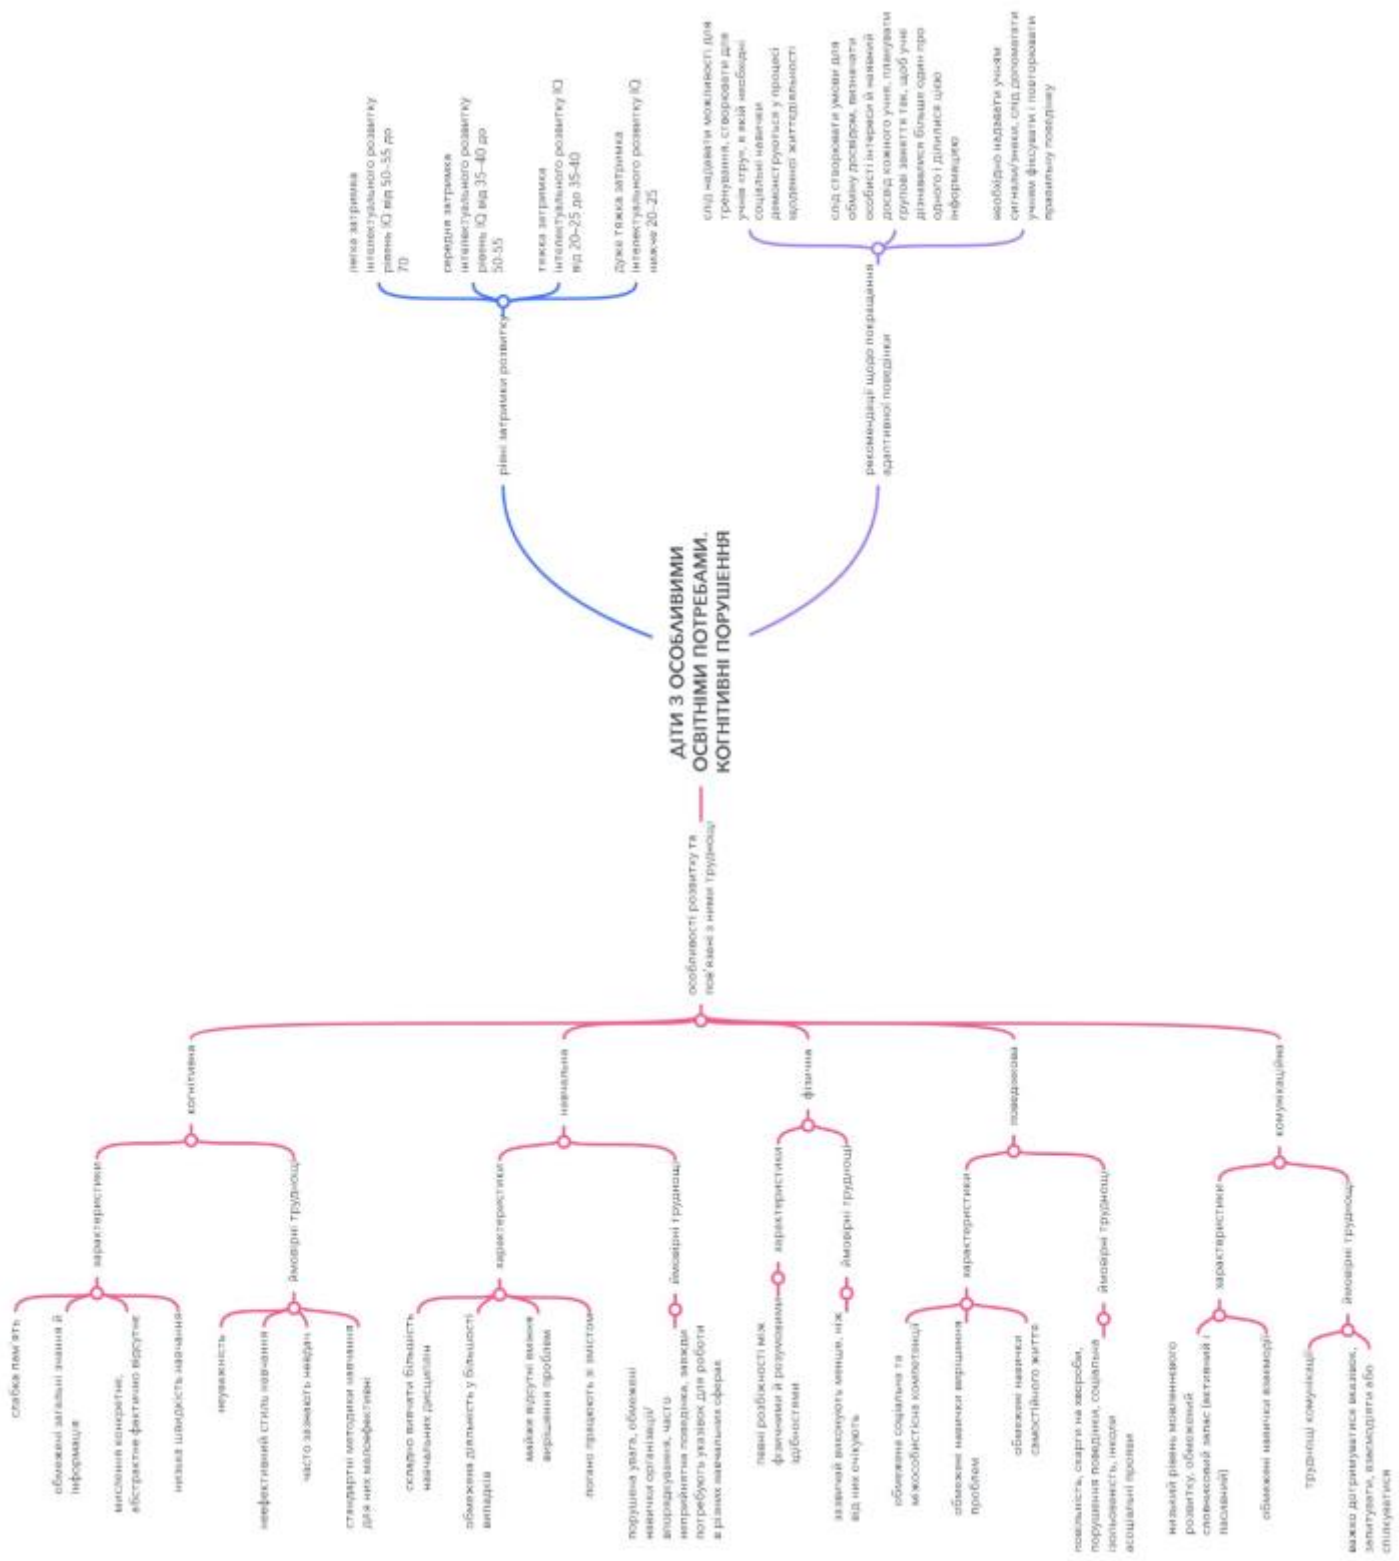 ДІТИ З ОСОБЛИВИМИ
ОСВІТНІМИ ПОТРЕБАМИ.
КОГНІТИВНІ ПОРУШЕННЯ
рівні затримки розвитку
легка затримка
інтелектуального розвитку
рівень IQ від 50–55 до
70
середня затримка
інтелектуального розвитку
рівень IQ від 35–40 до
50-55
тяжка затримка
інтелектуального розвитку IQ
від 20–25 до 35-40
дуже тяжка затримка
інтелектуального розвитку IQ
нижче 20–25
рекомендації щодо покращення
адаптивної поведінки
слід надавати можливості для
тренування, створювати для
учнів ігри, в якій необхідні
соціальні навички
демонструються у процесі
щоденної життєдіяльності
слід створювати умови для
обміну досвідом, визначати
особисті інтереси й наявний
досвід кожного учня, планувати
групові заняття так, щоб учні
дізнавалися більше один про
одного і ділилися цією
інформацією
необхідно надавати учням
сигнали/знаки, слід допомагати
учням фіксувати і повторювати
правильну поведінку
особливості розвитку та
пов'язані з ними труднощі
когнітивна
характеристики
слабка пам'ять
обмежені загальні знання й
інформація
мислення конкретне,
абстрактне фактично відсутнє
низька швидкість навчання
ймовірні труднощі
неуважність
неефективний стиль навчання
часто зазнають невдач
стандартні методики навчання
для них малоефективні
навчальна
характеристики
складно вивчати більшість
навчальних дисциплін
обмежена діяльність у більшості
випадків
майже відсутні вміння
вирішення проблем
погано працюють зі змістом
ймовірні труднощі
порушена увага, обмежені
навички організації/
впорядкування, часто
неприйнятна поведінка, завжди
потребують указівок для роботи
в різних навчальних сферах
фізична
характеристики
певні розбіжності між
фізичними й розумовими
здібностями
ймовірні труднощі
зазвичай виконують менше, ніж
від них очікують
поведінкова
характеристики
обмежена соціальна та
міжособистісна компетенції
обмежені навички вирішення
проблем
обмежені навички
самостійного життя
ймовірні труднощі
повільність, скарги на хвороби,
порушення поведінки, соціальна
ізольованість, інколи
асоціальні прояви
комунікаційна
характеристики
низький рівень мовленнєвого
розвитку, обмежений
словниковий запас (активний і
пасивний)
обмежені навички взаємодії
ймовірні труднощі
труднощі комунікації
важко дотримуватися вказівок,
запитувати, взаємодіяти або
спілкуватися